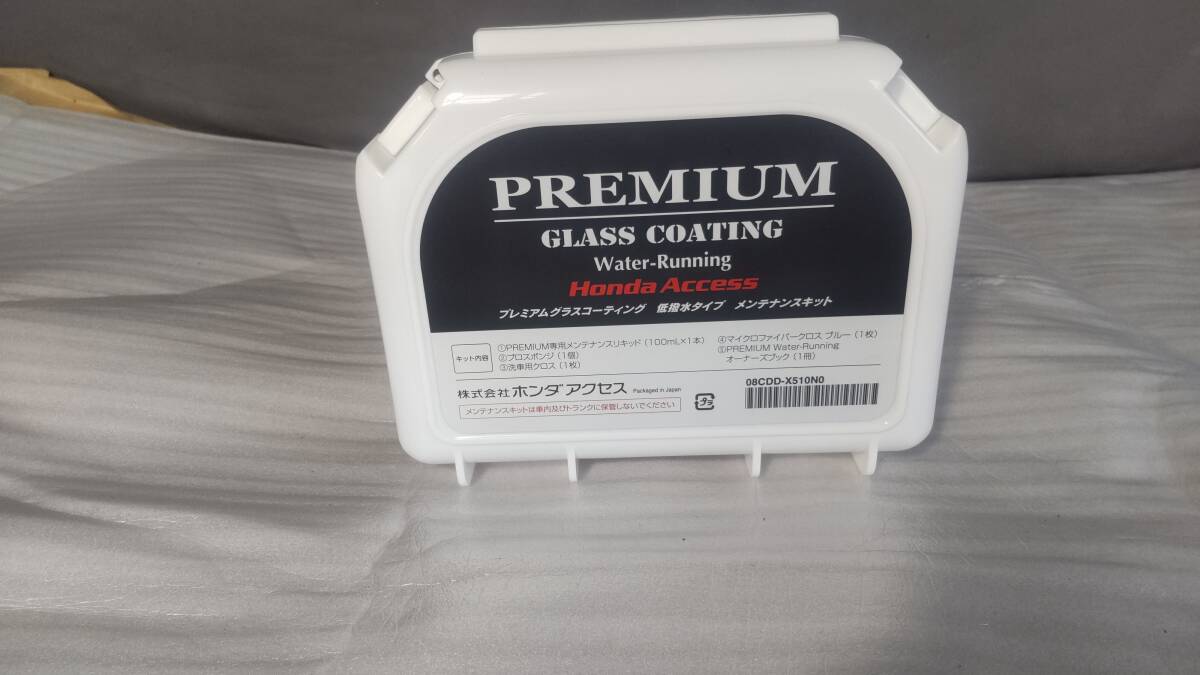 PREMIUM
GLASS COATING
Water-Running
Honda Access
プレミアムグラスコーティング 低撥水タイプ メンテナンスキット
キット内容
①PREMIUM専用メンテナンスリキッド（100mL×1本）
②プロスポンジ（1個）
③洗車用クロス（1枚）
④マイクロファイバークロス ブルー（1枚）
⑤PREMIUM Water-Running
オーナーズブック（1冊）
株式会社ホンダアクセス Packaged in Japan
メンテナンスキットは車内及びトランクに保管しないでください
プラ
08CDD-X510N0